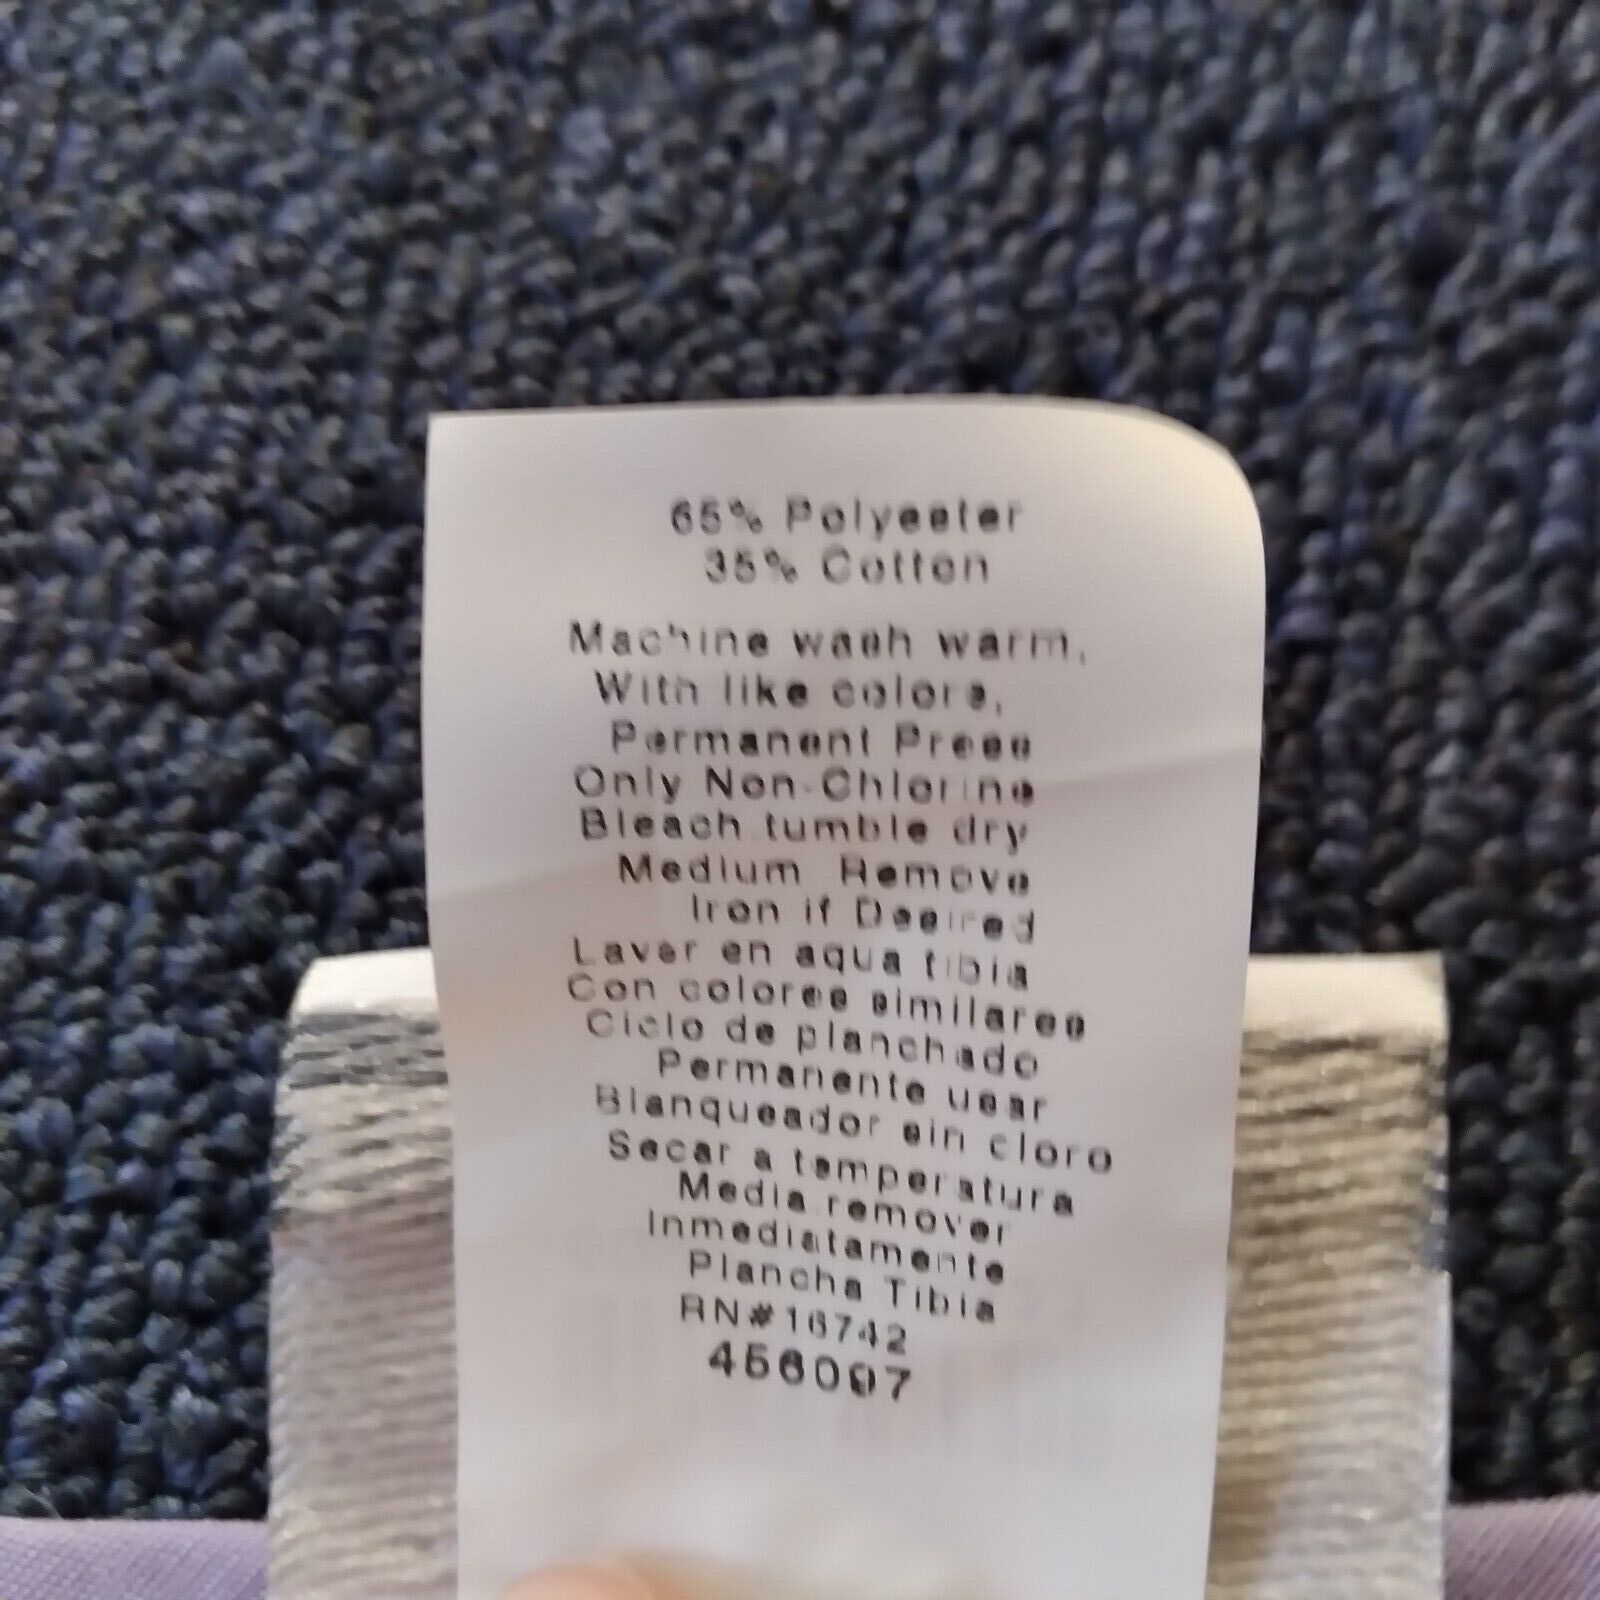 65% Polyester
35% Cotton
Machine wash warm,
With like colors,
Permanent Press
Only Non-Chlorine
Bleach tumble dry
Medium Remove
Iron if Desired
Lavar en aqua tibia
Con colores similares
Ciclo de planchado
Permanente usar
Blanqueador sin cloro
Secar a temperatura
Media remover
Inmediatamente
Plancha Tibia
RN#16742
456097